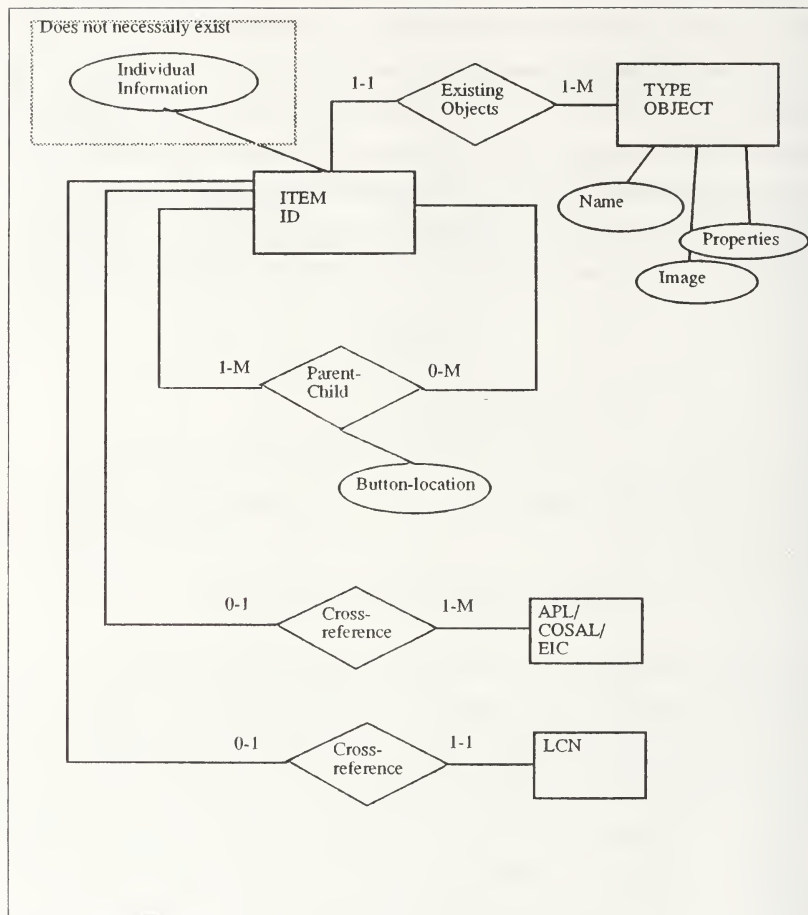 Does not necessaily exist
Individual
Information
1-1
Existing
Objects
1-M
TYPE
OBJECT
ITEM
ID
Name
Properties
Image
1-M
Parent-
Child
0-M
Button-location
0-1
Cross-
reference
1-M
APL/
COSAL/
EIC
0-1
Cross-
reference
1-1
LCN